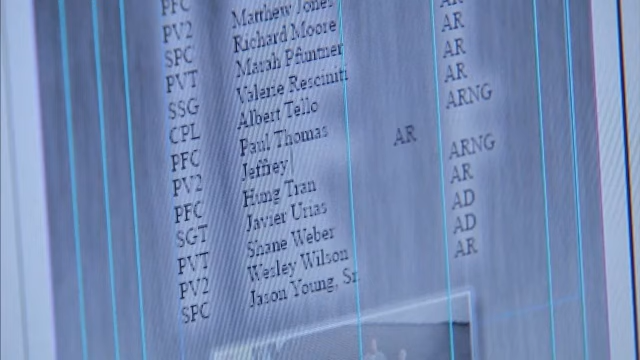 PFC
PV2 Matthew Jones
SPC Richard Moore AR
PVT Marah Pfuntner AR
SSG Valerie Resciniti AR
CPL Albert Tello AR
PFC Paul Thomas ARNG
PV2 Jeffrey AR
PFC Hung Tran ARNG
SGT Javier Urias AR
PVT Shane Weber AD
PV2 Wesley Wilson AD
SPC Jason Young, Sr. AR